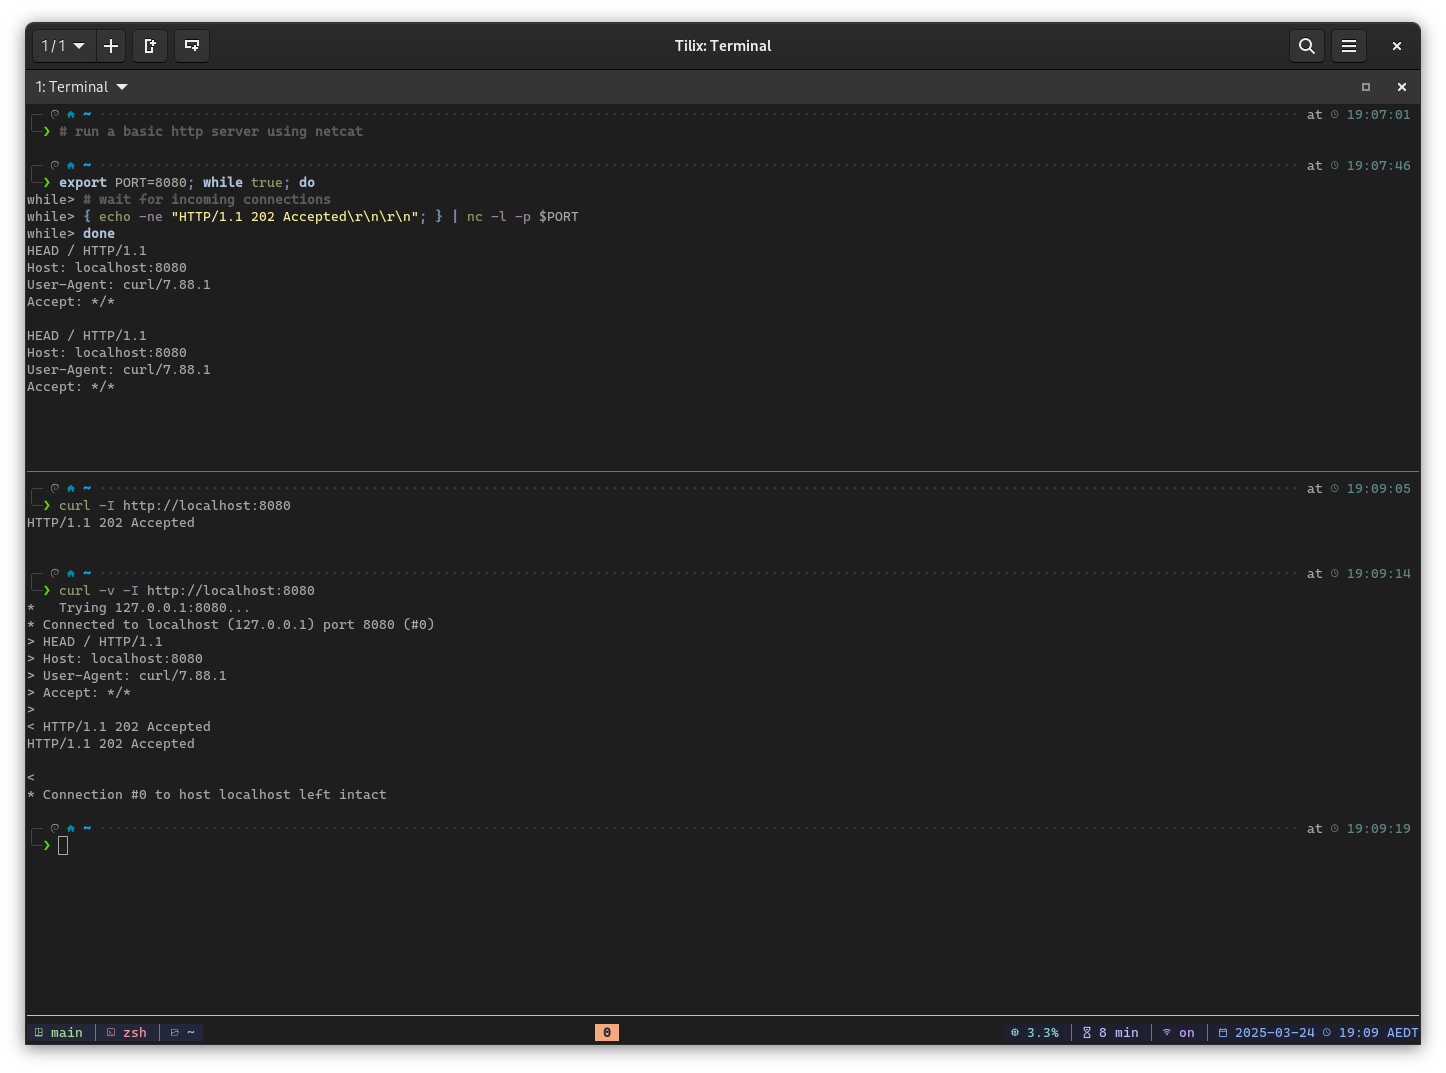 1/1
Tilix: Terminal
1: Terminal
~ at 19:07:01
❯ # run a basic http server using netcat
~ at 19:07:46
❯ export PORT=8080; while true; do
while> # wait for incoming connections
while> { echo -ne "HTTP/1.1 202 Accepted\r\n\r\n"; } | nc -l -p $PORT
while> done
HEAD / HTTP/1.1
Host: localhost:8080
User-Agent: curl/7.88.1
Accept: */*
HEAD / HTTP/1.1
Host: localhost:8080
User-Agent: curl/7.88.1
Accept: */*
~ at 19:09:05
❯ curl -I http://localhost:8080
HTTP/1.1 202 Accepted
~ at 19:09:14
❯ curl -v -I http://localhost:8080
*   Trying 127.0.0.1:8080...
* Connected to localhost (127.0.0.1) port 8080 (#0)
> HEAD / HTTP/1.1
> Host: localhost:8080
> User-Agent: curl/7.88.1
> Accept: */*
>
< HTTP/1.1 202 Accepted
HTTP/1.1 202 Accepted
<
* Connection #0 to host localhost left intact
~ at 19:09:19
❯
main │ zsh │ ~ 0 3.3% │ 8 min │ on │ 2025-03-24 19:09 AEDT